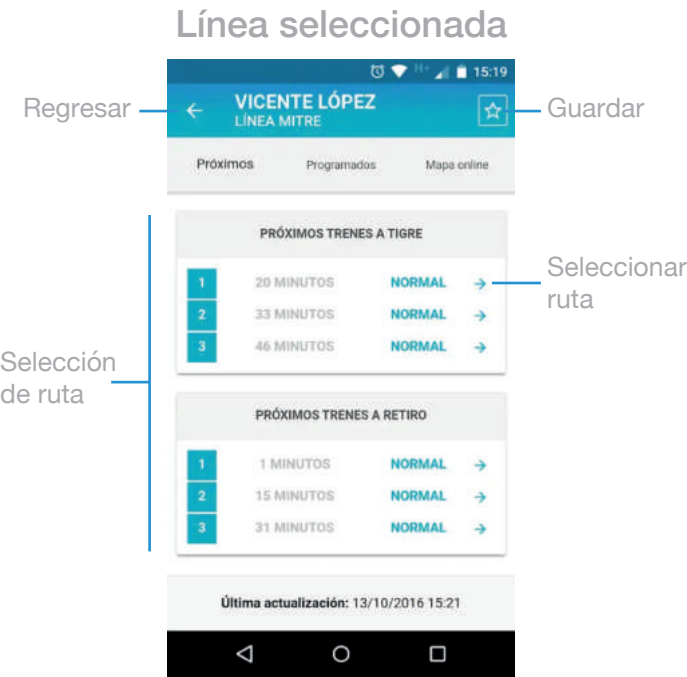 Línea seleccionada
H+ 15:19
Regresar
VICENTE LÓPEZ
LÍNEA MITRE
Guardar
Próximos Programados Mapa online
PRÓXIMOS TRENES A TIGRE
1 20 MINUTOS NORMAL →
2 33 MINUTOS NORMAL →
3 46 MINUTOS NORMAL →
Seleccionar
ruta
Selección
de ruta
PRÓXIMOS TRENES A RETIRO
1 1 MINUTOS NORMAL →
2 15 MINUTOS NORMAL →
3 31 MINUTOS NORMAL →
Última actualización: 13/10/2016 15:21